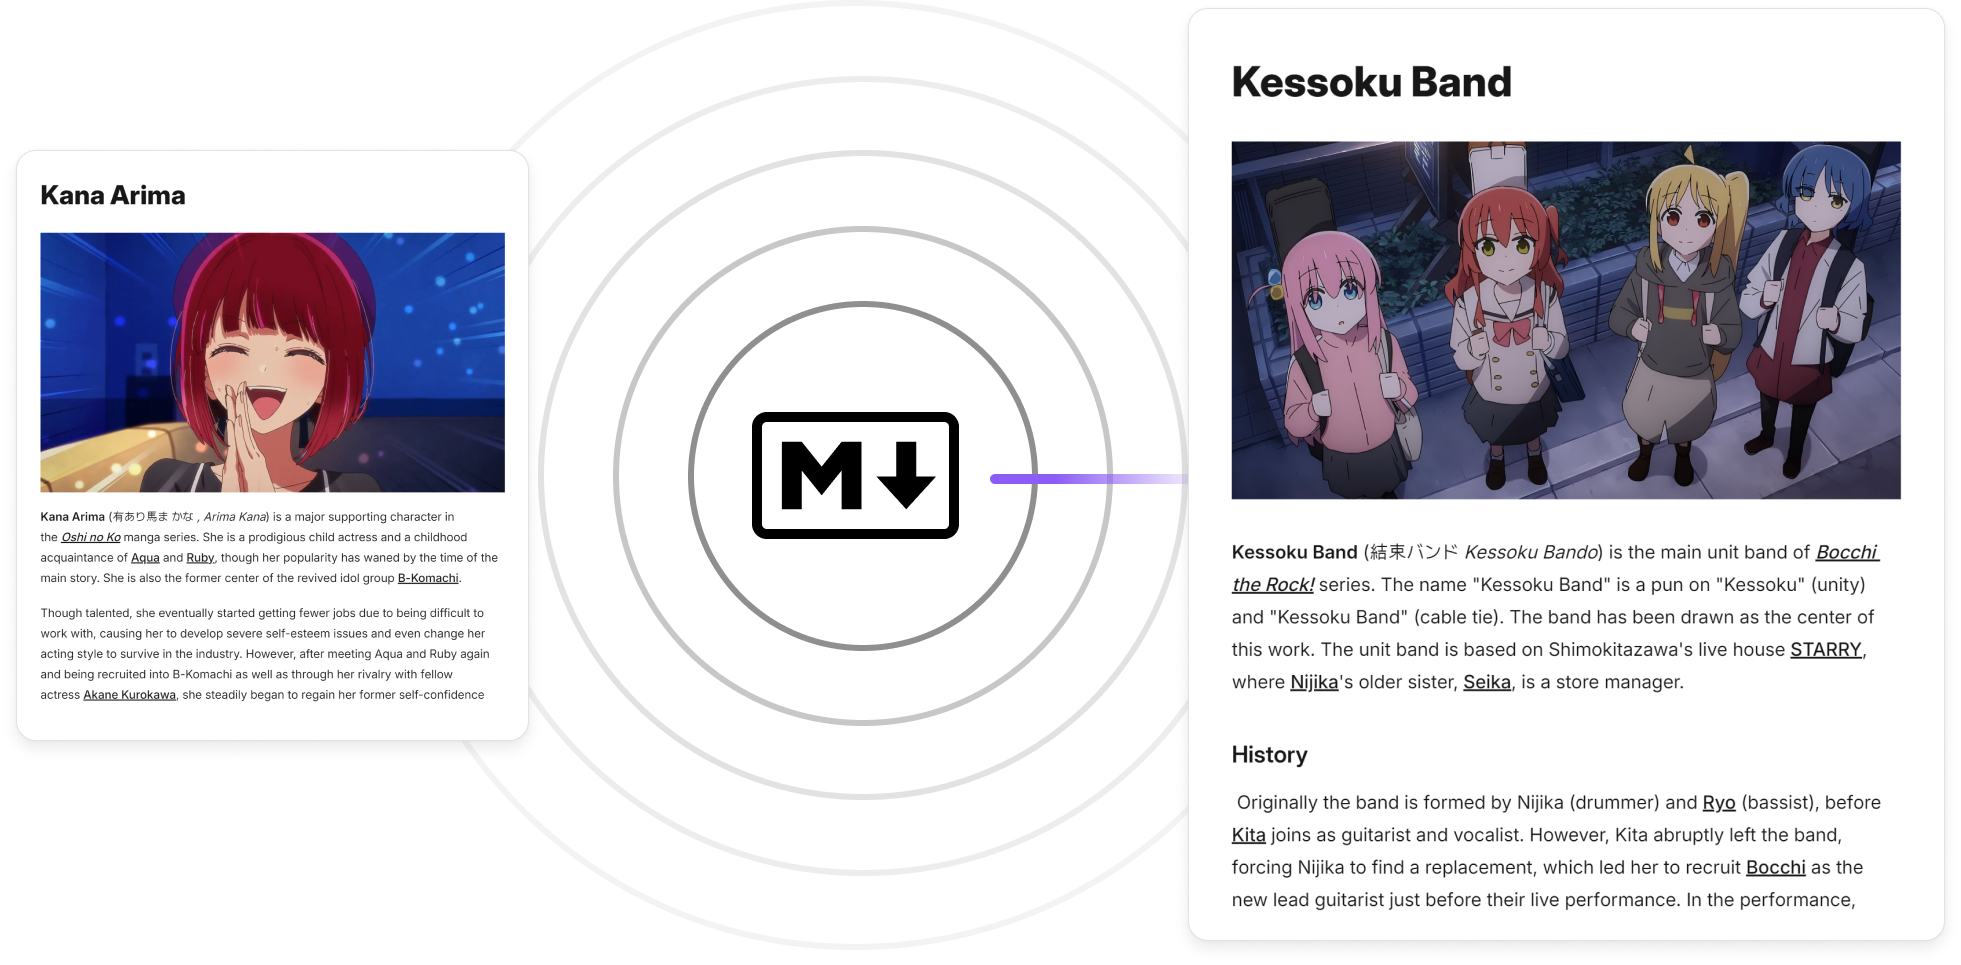 Kana Arima
Kana Arima (有あり馬ま かな , Arima Kana) is a major supporting character in
the Oshi no Ko manga series. She is a prodigious child actress and a childhood
acquaintance of Aqua and Ruby, though her popularity has waned by the time of the
main story. She is also the former center of the revived idol group B-Komachi.
Though talented, she eventually started getting fewer jobs due to being difficult to
work with, causing her to develop severe self-esteem issues and even change her
acting style to survive in the industry. However, after meeting Aqua and Ruby again
and being recruited into B-Komachi as well as through her rivalry with fellow
actress Akane Kurokawa, she steadily began to regain her former self-confidence
M
Kessoku Band
Kessoku Band (結束バンド Kessoku Bando) is the main unit band of Bocchi
the Rock! series. The name "Kessoku Band" is a pun on "Kessoku" (unity)
and "Kessoku Band" (cable tie). The band has been drawn as the center of
this work. The unit band is based on Shimokitazawa's live house STARRY,
where Nijika's older sister, Seika, is a store manager.
History
Originally the band is formed by Nijika (drummer) and Ryo (bassist), before
Kita joins as guitarist and vocalist. However, Kita abruptly left the band,
forcing Nijika to find a replacement, which led her to recruit Bocchi as the
new lead guitarist just before their live performance. In the performance,